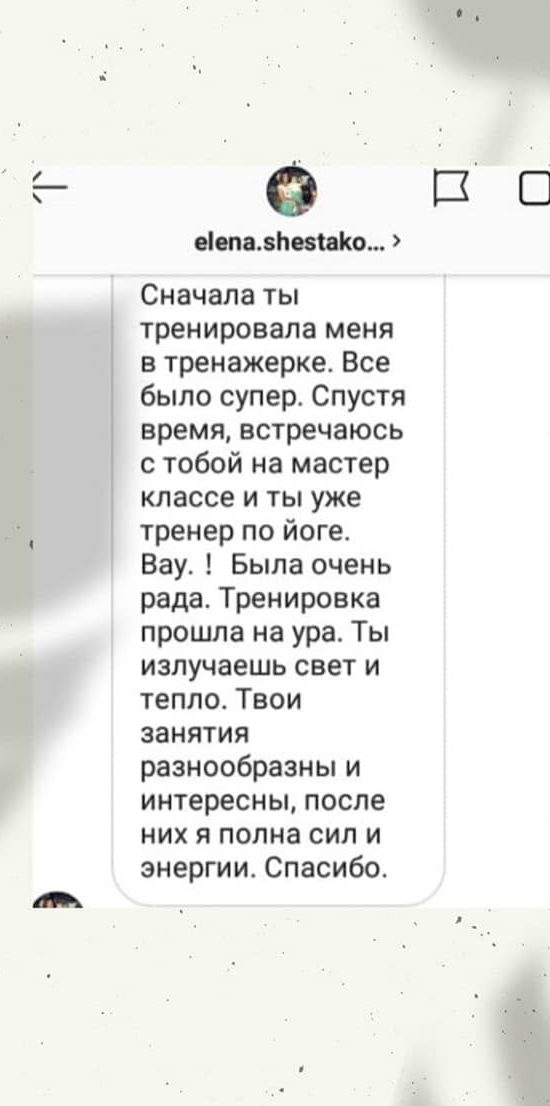 elena.shestako... >
Сначала ты
тренировала меня
в тренажерке. Все
было супер. Спустя
время, встречаюсь
с тобой на мастер
классе и ты уже
тренер по йоге.
Вау. ! Была очень
рада. Тренировка
прошла на ура. Ты
излучаешь свет и
тепло. Твои
занятия
разнообразны и
интересны, после
них я полна сил и
энергии. Спасибо.